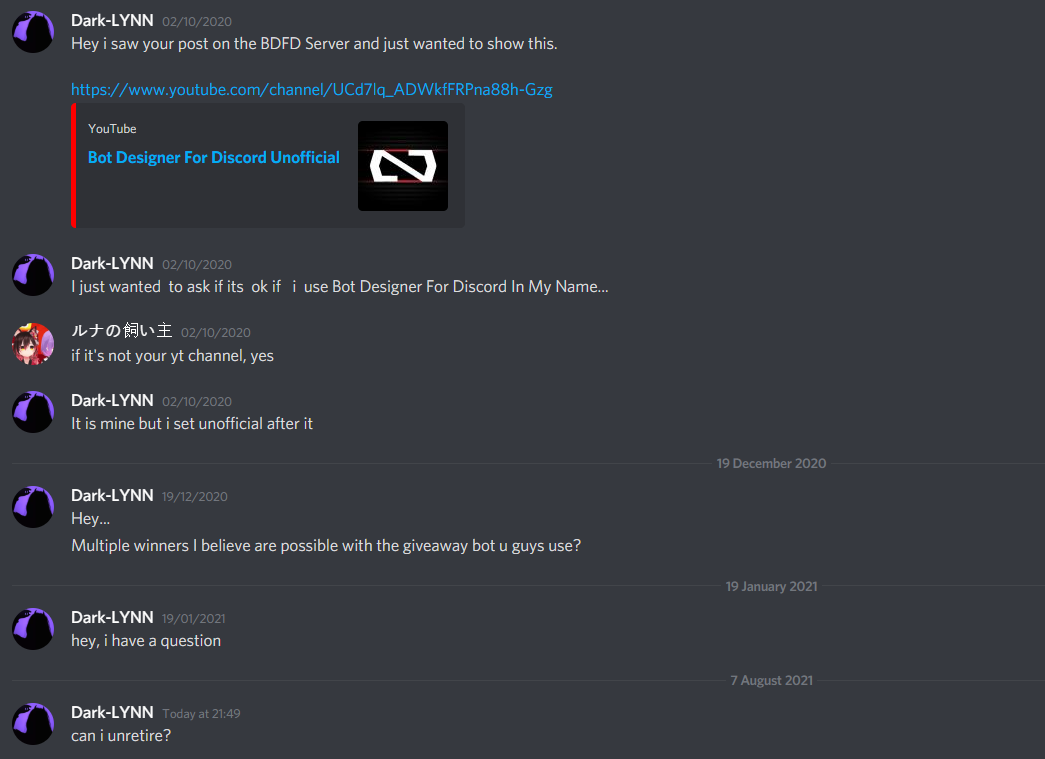 Dark-LYNN 02/10/2020
Hey i saw your post on the BDFD Server and just wanted to show this.
https://www.youtube.com/channel/UCd7lq_ADWkfFRPna88h-Gzg
YouTube
Bot Designer For Discord Unofficial
Dark-LYNN 02/10/2020
I just wanted  to ask if its  ok if   i  use Bot Designer For Discord In My Name...
ルナの飼い主 02/10/2020
if it's not your yt channel, yes
Dark-LYNN 02/10/2020
It is mine but i set unofficial after it
19 December 2020
Dark-LYNN 19/12/2020
Hey...
Multiple winners I believe are possible with the giveaway bot u guys use?
19 January 2021
Dark-LYNN 19/01/2021
hey, i have a question
7 August 2021
Dark-LYNN Today at 21:49
can i unretire?